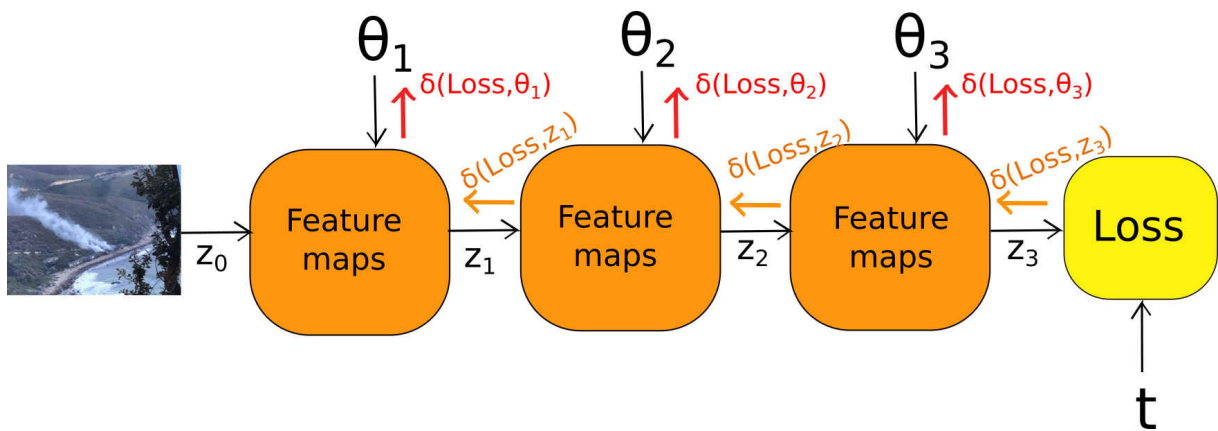 θ₁
θ₂
θ₃
δ(Loss,θ₁)
δ(Loss,θ₂)
δ(Loss,θ₃)
δ(Loss,z₁)
δ(Loss,z₂)
δ(Loss,z₃)
Feature
maps
Feature
maps
Feature
maps
Loss
z₀
z₁
z₂
z₃
t